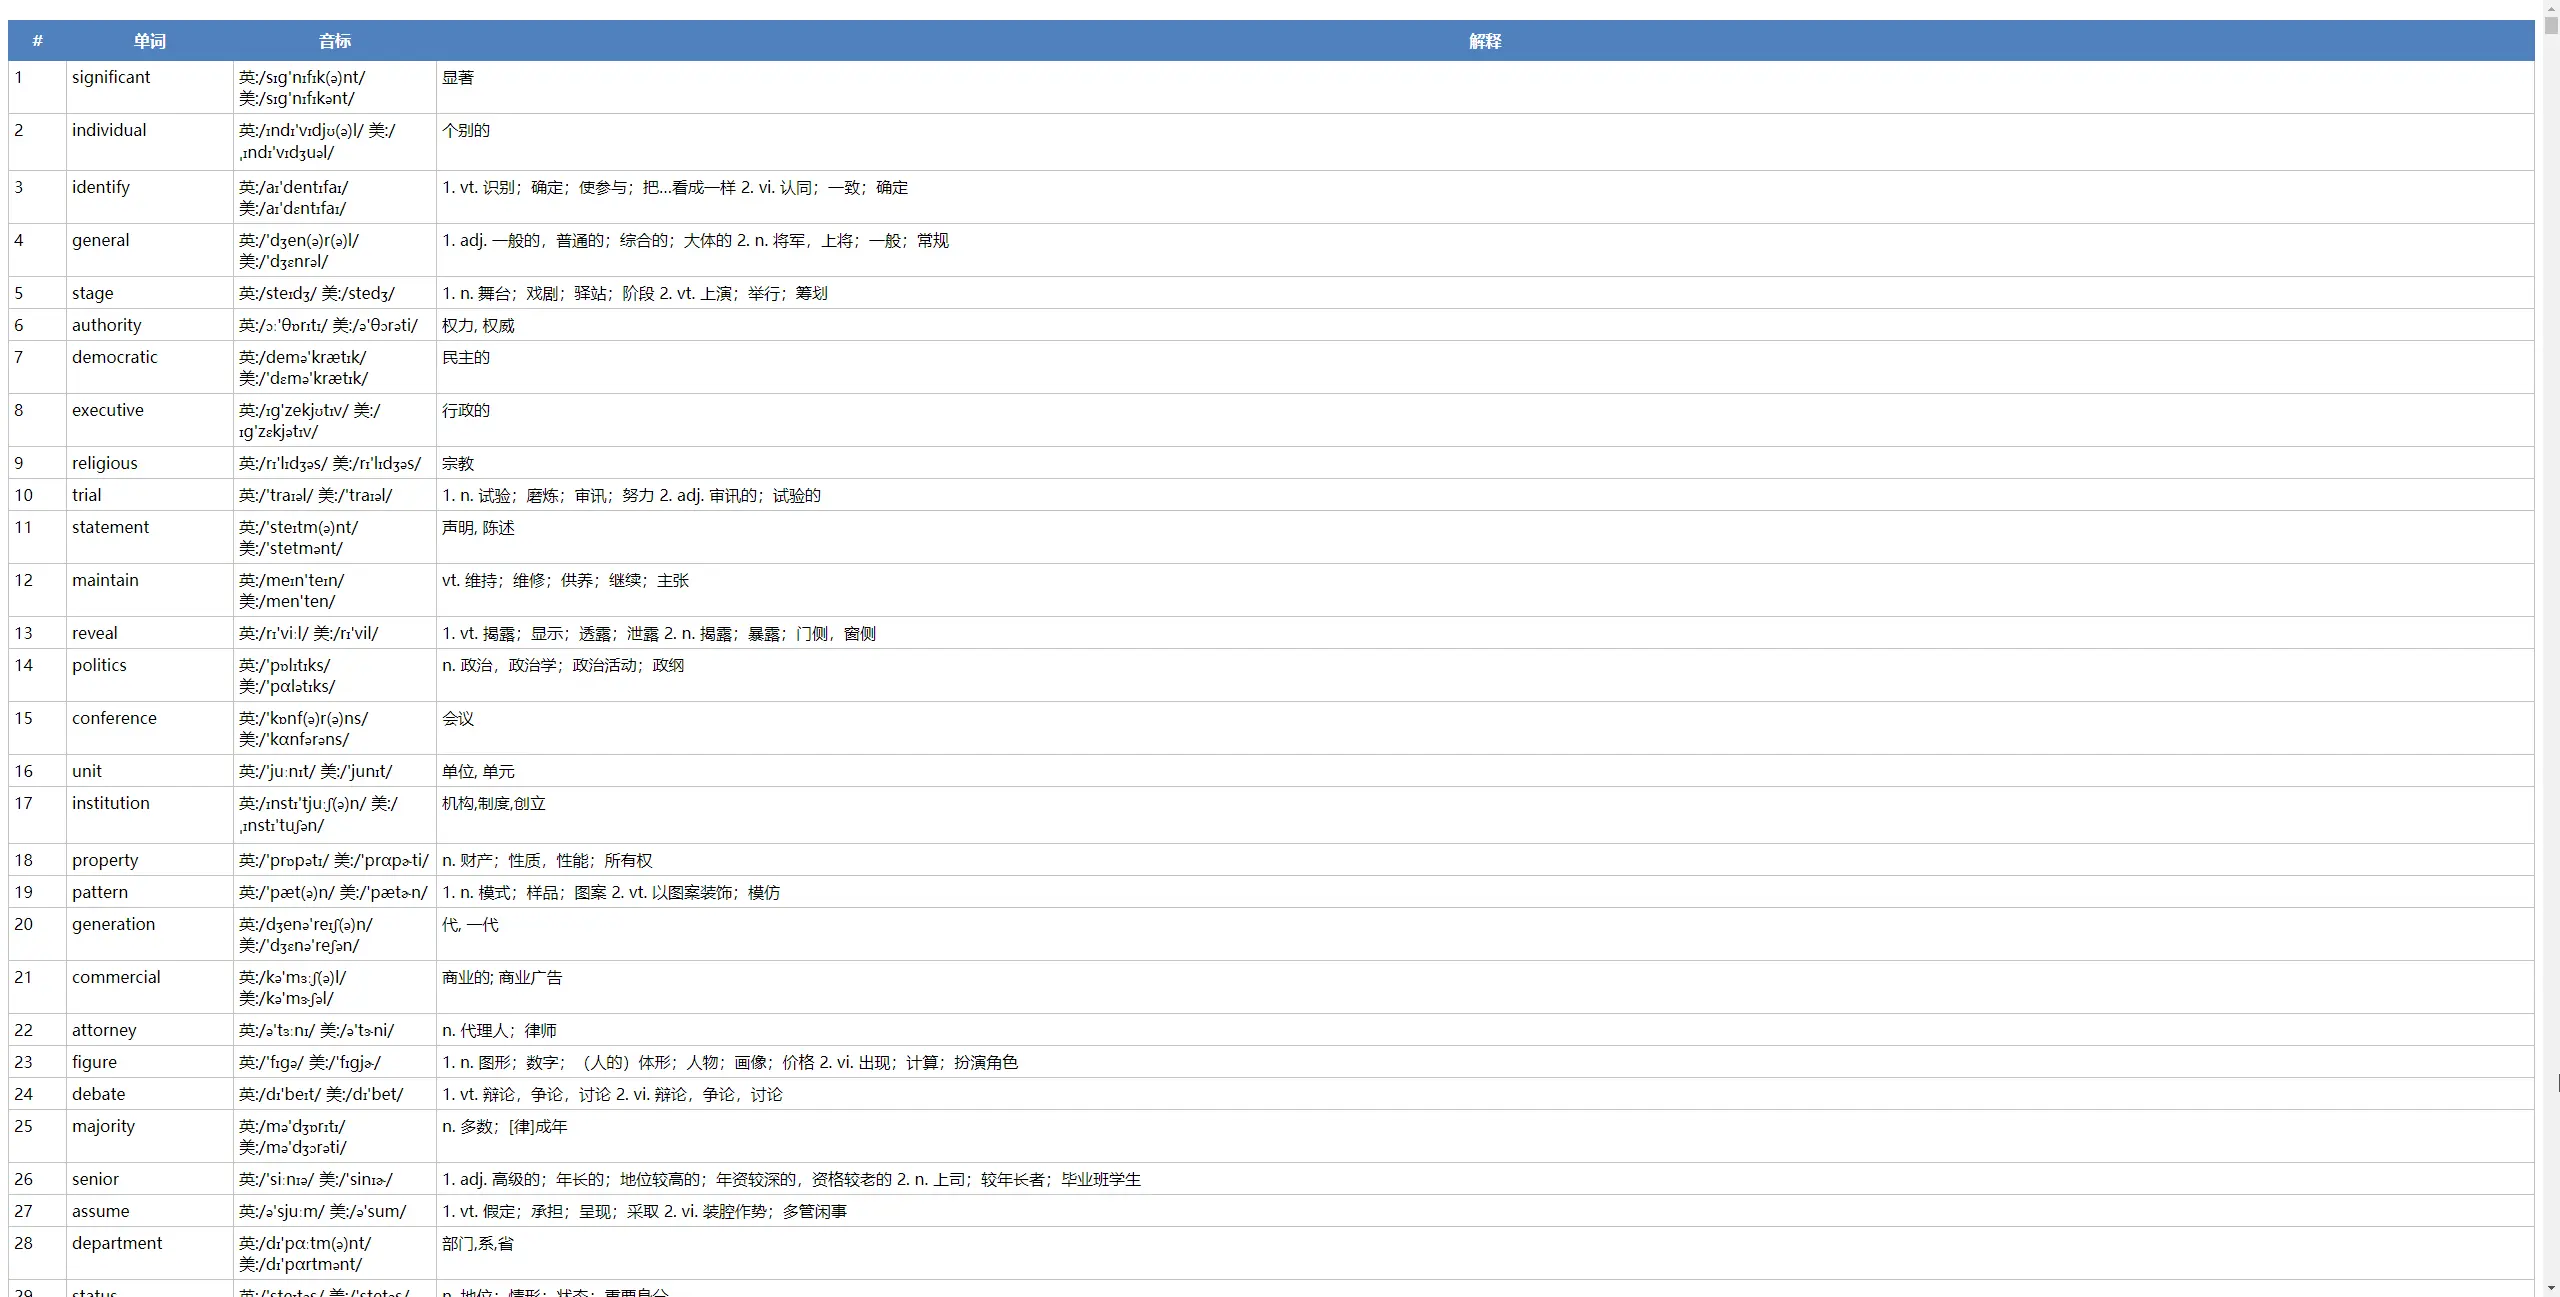 # 单词 音标 解释
1 significant 英:/sɪg'nɪfɪk(ə)nt/ 显著
美:/sɪg'nɪfɪkənt/
2 individual 英:/ɪndɪ'vɪdjʊ(ə)l/ 美:/ 个别的
ˌɪndɪ'vɪdʒuəl/
3 identify 英:/aɪ'dentɪfaɪ/ 1. vt. 识别；确定；使参与；把…看成一样 2. vi. 认同；一致；确定
美:/aɪ'dɛntɪfaɪ/
4 general 英:/'dʒen(ə)r(ə)l/ 1. adj. 一般的，普通的；综合的；大体的 2. n. 将军，上将；一般；常规
美:/'dʒɛnrəl/
5 stage 英:/steɪdʒ/ 美:/stedʒ/ 1. n. 舞台；戏剧；驿站；阶段 2. vt. 上演；举行；筹划
6 authority 英:/ɔː'θɒrɪtɪ/ 美:/ə'θɔrəti/ 权力, 权威
7 democratic 英:/demə'krætɪk/ 民主的
美:/'dɛmə'krætɪk/
8 executive 英:/ɪg'zekjʊtɪv/ 美:/ 行政的
ɪg'zɛkjətɪv/
9 religious 英:/rɪ'lɪdʒəs/ 美:/rɪ'lɪdʒəs/ 宗教
10 trial 英:/'traɪəl/ 美:/'traɪəl/ 1. n. 试验；磨炼；审讯；努力 2. adj. 审讯的；试验的
11 statement 英:/'steɪtm(ə)nt/ 声明, 陈述
美:/'stetmənt/
12 maintain 英:/meɪn'teɪn/ vt. 维持；维修；供养；继续；主张
美:/men'ten/
13 reveal 英:/rɪ'viːl/ 美:/rɪ'vil/ 1. vt. 揭露；显示；透露；泄露 2. n. 揭露；暴露；门侧，窗侧
14 politics 英:/'pɒlɪtɪks/ n. 政治，政治学；政治活动；政纲
美:/'pɑlətɪks/
15 conference 英:/'kɒnf(ə)r(ə)ns/ 会议
美:/'kɑnfərəns/
16 unit 英:/'juːnɪt/ 美:/'junɪt/ 单位, 单元
17 institution 英:/ɪnstɪ'tjuːʃ(ə)n/ 美:/ 机构,制度,创立
ˌɪnstɪ'tuʃən/
18 property 英:/'prɒpətɪ/ 美:/'prɑpɚti/ n. 财产；性质，性能；所有权
19 pattern 英:/'pæt(ə)n/ 美:/'pætɚn/ 1. n. 模式；样品；图案 2. vt. 以图案装饰；模仿
20 generation 英:/dʒenə'reɪʃ(ə)n/ 代, 一代
美:/'dʒɛnə'reʃən/
21 commercial 英:/kə'mɜːʃ(ə)l/ 商业的; 商业广告
美:/kə'mɝʃəl/
22 attorney 英:/ə'tɜːnɪ/ 美:/ə'tɝni/ n. 代理人；律师
23 figure 英:/'fɪgə/ 美:/'fɪgjɚ/ 1. n. 图形；数字；（人的）体形；人物；画像；价格 2. vi. 出现；计算；扮演角色
24 debate 英:/dɪ'beɪt/ 美:/dɪ'bet/ 1. vt. 辩论，争论，讨论 2. vi. 辩论，争论，讨论
25 majority 英:/mə'dʒɒrɪtɪ/ n. 多数；[律]成年
美:/mə'dʒɔrəti/
26 senior 英:/'siːnɪə/ 美:/'sinɪɚ/ 1. adj. 高级的；年长的；地位较高的；年资较深的，资格较老的 2. n. 上司；较年长者；毕业班学生
27 assume 英:/ə'sjuːm/ 美:/ə'sum/ 1. vt. 假定；承担；呈现；采取 2. vi. 装腔作势；多管闲事
28 department 英:/dɪ'pɑːtm(ə)nt/ 部门,系,省
美:/dɪ'pɑrtmənt/
29 status 英:/'steɪtəs/ 美:/'stetəs/ n. 地位；情形；状态；重要身分